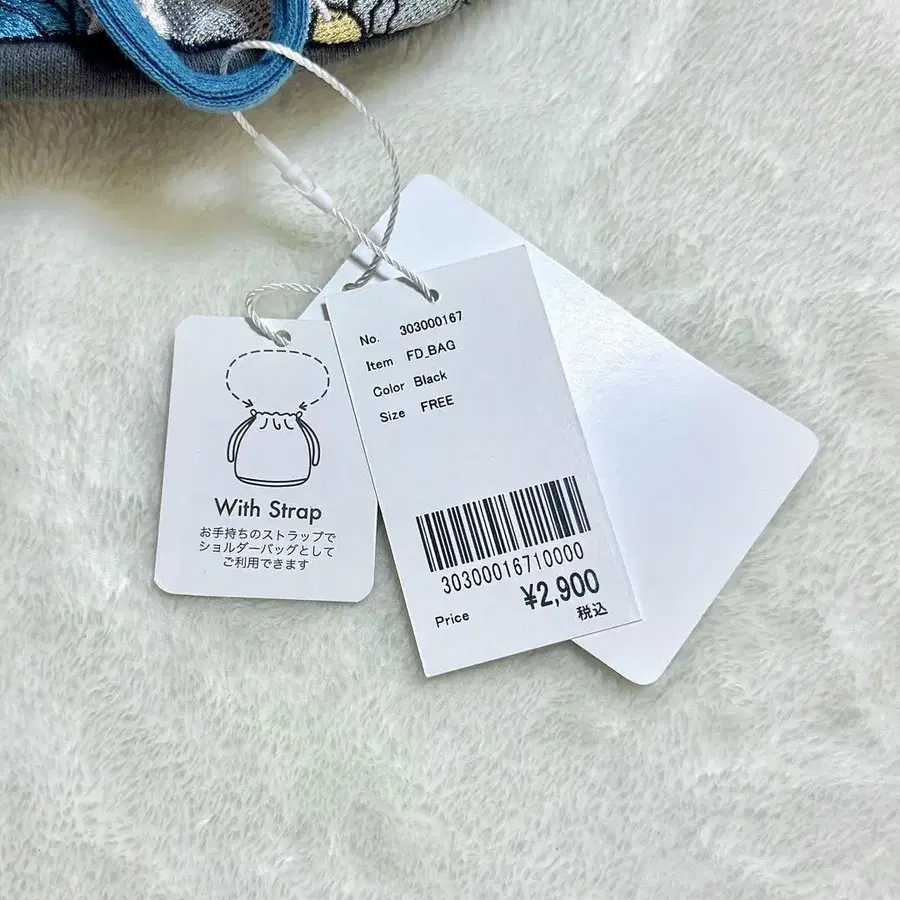 With Strap
お手持ちのストラップで
ショルダーバッグとして
ご利用できます
No. 303000167
Item FD_BAG
Color Black
Size FREE
30300016710000
Price ¥2,900
税込